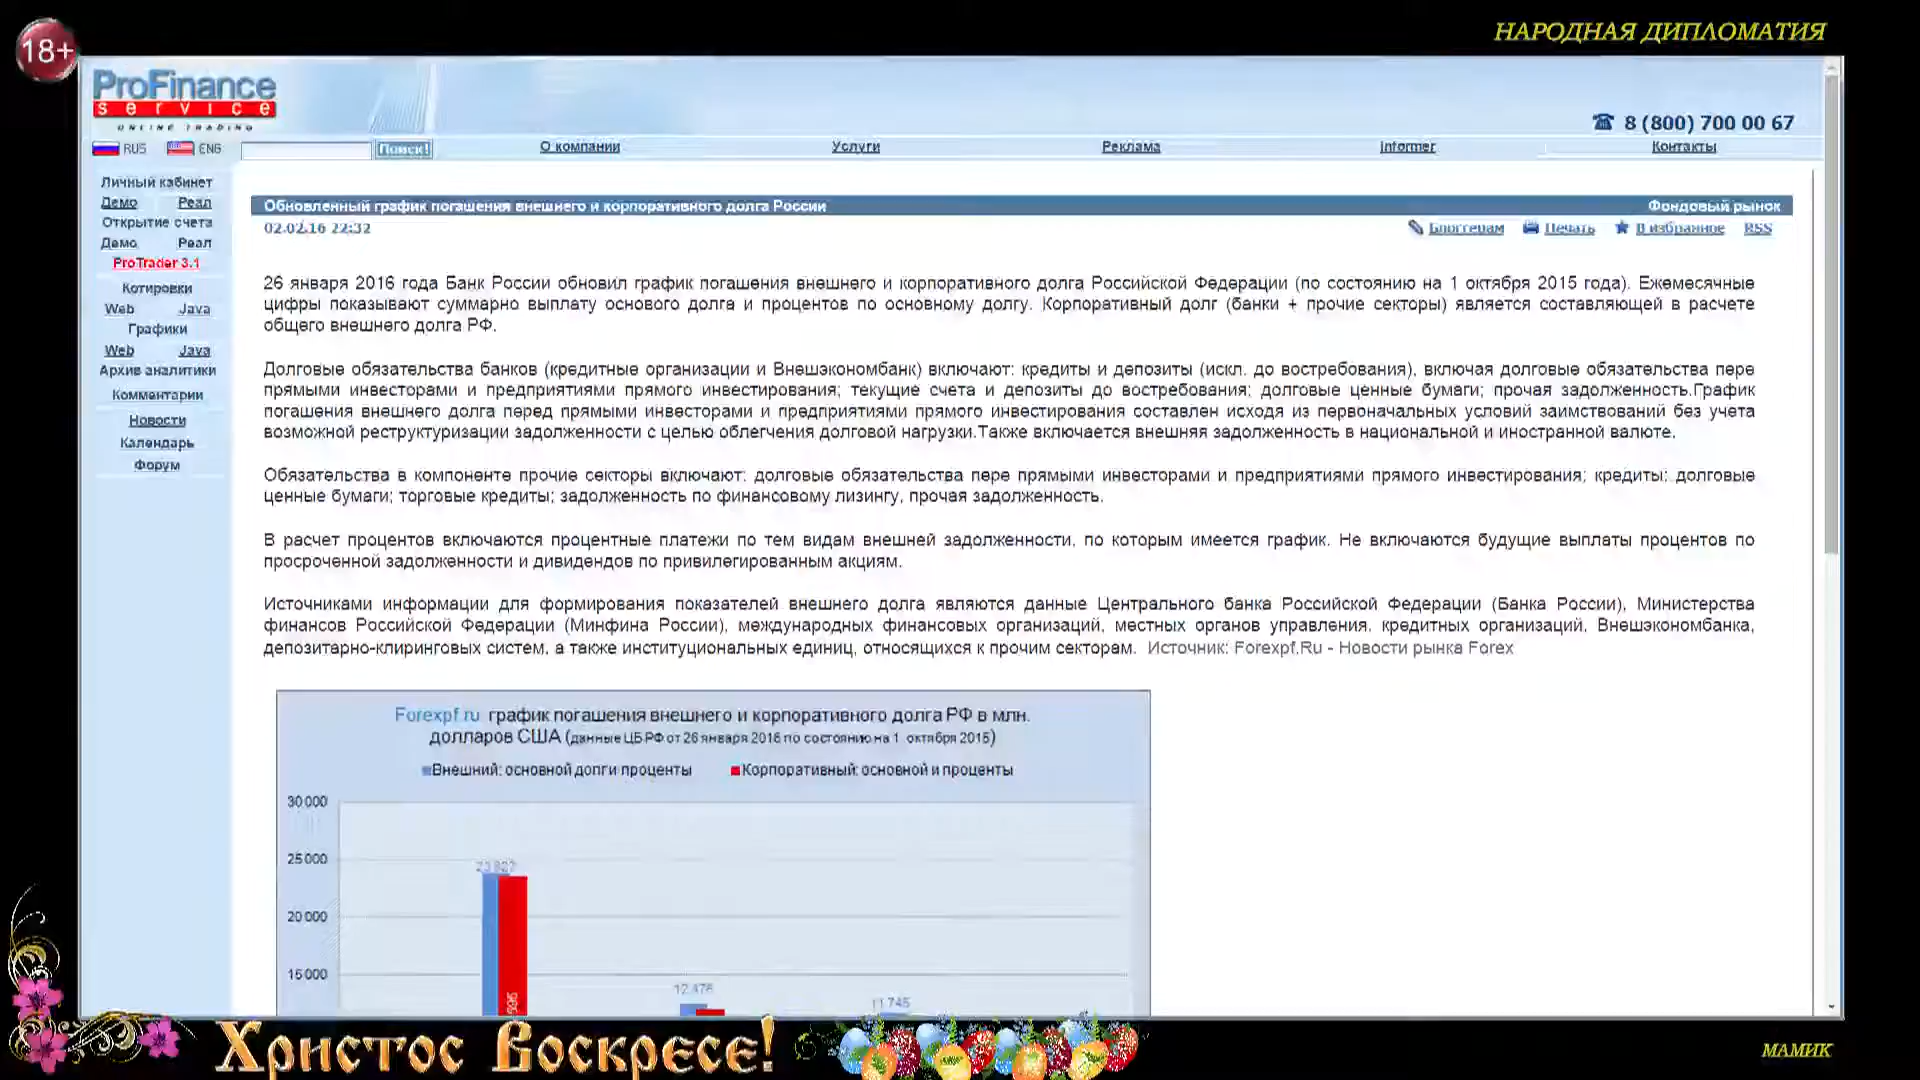 18+
НАРОДНАЯ ДИПЛОМАТИЯ
ProFinance
service
ONLINE TRADING
8 (800) 700 00 67
RUS ENG Поиск!
О компании Услуги Реклама Informer Контакты
Личный кабинет
Демо Реал
Открытие счета
Демо Реал
ProTrader 3.1
Котировки
Web Java
Графики
Web Java
Архив аналитики
Комментарии
Новости
Календарь
Форум
Обновленный график погашения внешнего и корпоративного долга России Фондовый рынок
02.02.16 22:32 Блоггерам Печать В избранное RSS
26 января 2016 года Банк России обновил график погашения внешнего и корпоративного долга Российской Федерации (по состоянию на 1 октября 2015 года). Ежемесячные
цифры показывают суммарно выплату основого долга и процентов по основному долгу. Корпоративный долг (банки + прочие секторы) является составляющей в расчете
общего внешнего долга РФ.
Долговые обязательства банков (кредитные организации и Внешэкономбанк) включают: кредиты и депозиты (искл. до востребования), включая долговые обязательства пере
прямыми инвесторами и предприятиями прямого инвестирования; текущие счета и депозиты до востребования; долговые ценные бумаги; прочая задолженность.График
погашения внешнего долга перед прямыми инвесторами и предприятиями прямого инвестирования составлен исходя из первоначальных условий заимствований без учета
возможной реструктуризации задолженности с целью облегчения долговой нагрузки.Также включается внешняя задолженность в национальной и иностранной валюте.
Обязательства в компоненте прочие секторы включают: долговые обязательства пере прямыми инвесторами и предприятиями прямого инвестирования; кредиты; долговые
ценные бумаги; торговые кредиты; задолженность по финансовому лизингу, прочая задолженность.
В расчет процентов включаются процентные платежи по тем видам внешней задолженности, по которым имеется график. Не включаются будущие выплаты процентов по
просроченной задолженности и дивидендов по привилегированным акциям.
Источниками информации для формирования показателей внешнего долга являются данные Центрального банка Российской Федерации (Банка России), Министерства
финансов Российской Федерации (Минфина России), международных финансовых организаций, местных органов управления, кредитных организаций, Внешэкономбанка,
депозитарно-клиринговых систем, а также институциональных единиц, относящихся к прочим секторам. Источник: Forexpf.Ru - Новости рынка Forex
Forexpf.ru график погашения внешнего и корпоративного долга РФ в млн.
долларов США (данные ЦБ РФ от 26 января 2016 по состоянию на 1 октября 2015)
Внешний: основной долг и проценты Корпоративный: основной и проценты
30 000
25 000
20 000
15 000
12 476
11 745
Христос Воскресе!
МАМИК